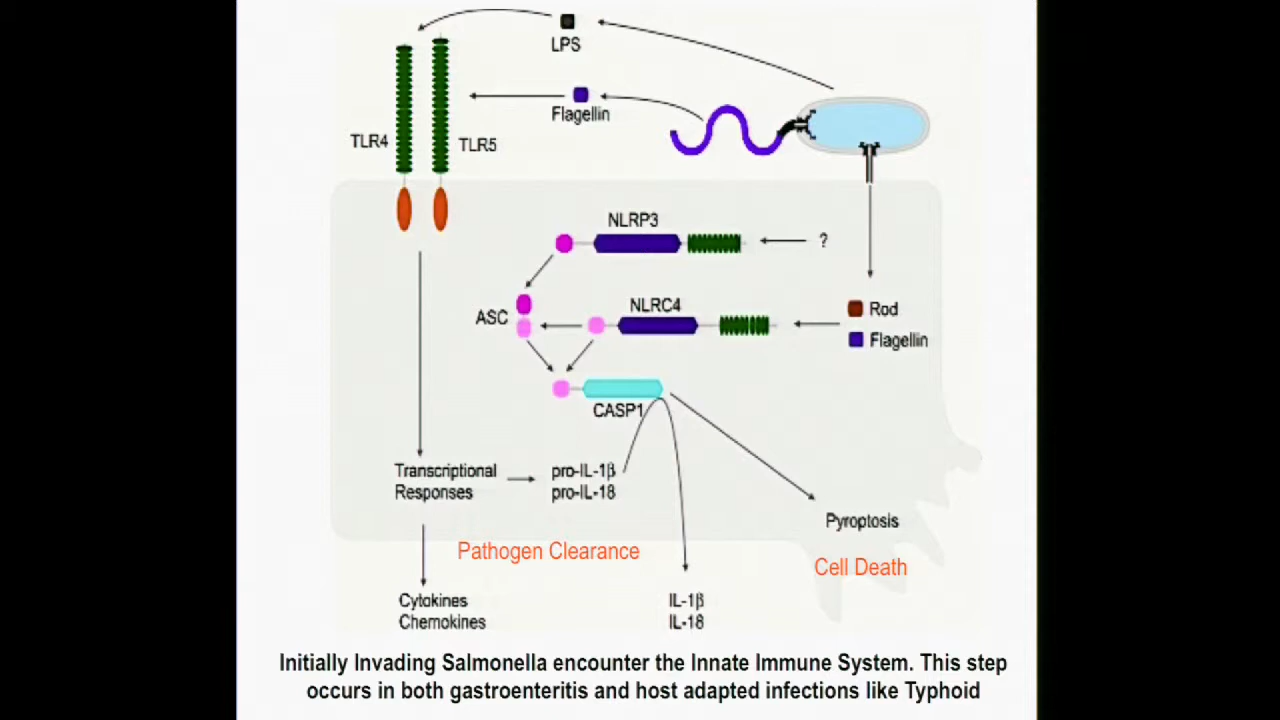 LPS
Flagellin
TLR4
TLR5
NLRP3
?
ASC
NLRC4
Rod
Flagellin
CASP1
Transcriptional
Responses
pro-IL-1β
pro-IL-18
Pyroptosis
Pathogen Clearance
Cell Death
Cytokines
Chemokines
IL-1β
IL-18
Initially Invading Salmonella encounter the Innate Immune System. This step
occurs in both gastroenteritis and host adapted infections like Typhoid